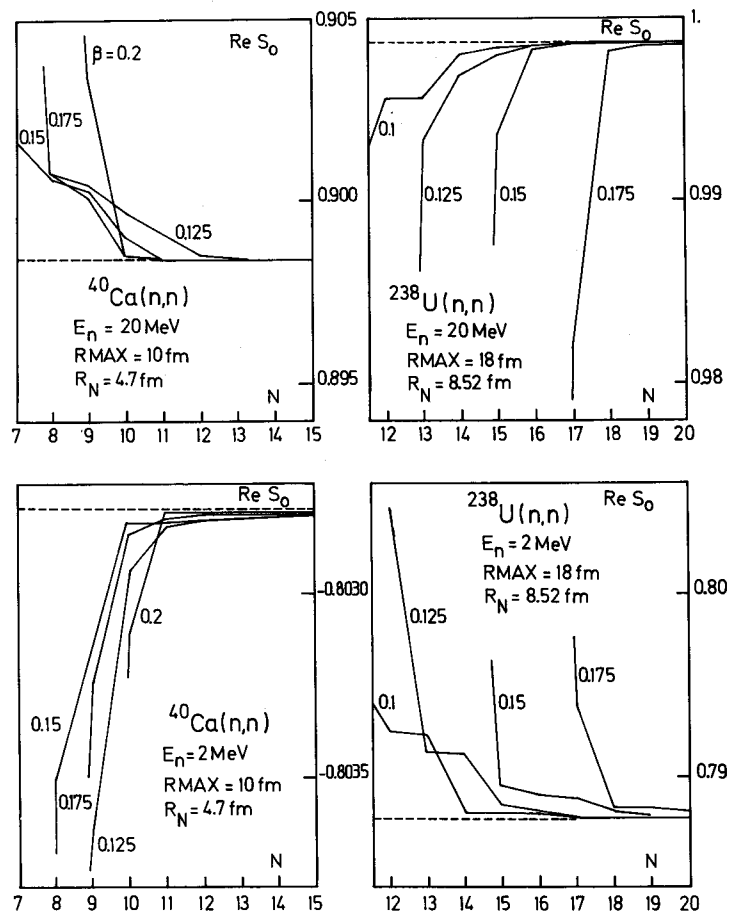 0.905
Re S₀
β = 0.2
0.175
0.15
0.900
0.125
⁴⁰Ca(n,n)
Eₙ = 20 MeV
RMAX = 10 fm
R_N = 4.7 fm
0.895
N
7 8 9 10 11 12 13 14 15
1.
Re S₀
0.1
0.125
0.15
0.175
0.99
²³⁸U(n,n)
Eₙ = 20 MeV
RMAX = 18 fm
R_N = 8.52 fm
0.98
N
12 13 14 15 16 17 18 19 20
Re S₀
-0.8030
0.2
0.15
⁴⁰Ca(n,n)
Eₙ = 2 MeV
RMAX = 10 fm
R_N = 4.7 fm
-0.8035
0.175
0.125
N
7 8 9 10 11 12 13 14 15
²³⁸U(n,n)
Re S₀
Eₙ = 2 MeV
RMAX = 18 fm
R_N = 8.52 fm
0.80
0.125
0.175
0.15
0.1
0.79
N
12 13 14 15 16 17 18 19 20